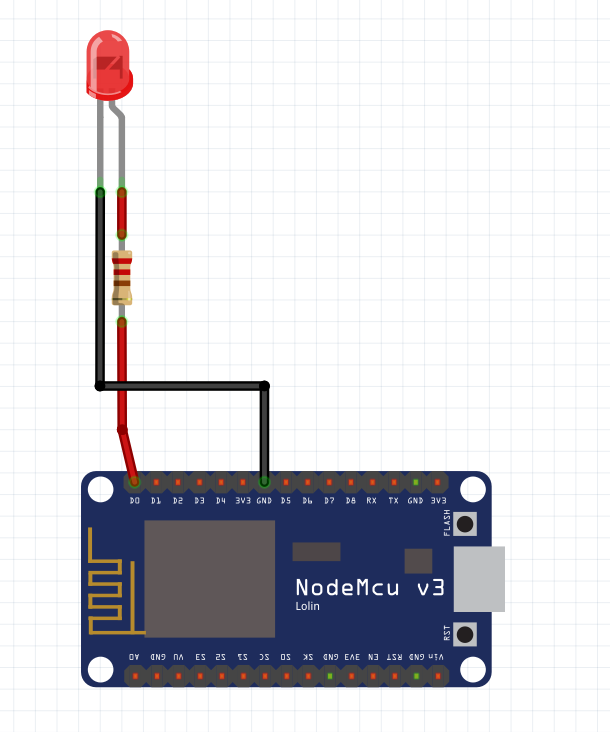 D0 D1 D2 D3 D4 3V3 GND D5 D6 D7 D8 RX TX GND 3V3
FLASH
NodeMcu v3
Lolin
RST
A0 GND VU S3 S2 S1 SC S0 SK GND 3V3 EN RST GND Vin